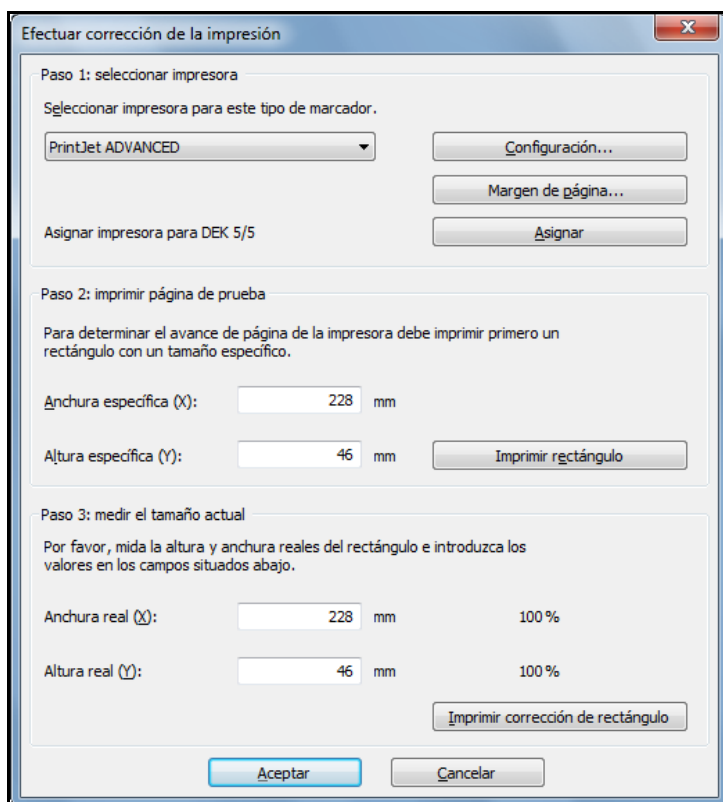 Efectuar corrección de la impresión
Paso 1: seleccionar impresora
Seleccionar impresora para este tipo de marcador.
PrintJet ADVANCED
Configuración...
Margen de página...
Asignar impresora para DEK 5/5
Asignar
Paso 2: imprimir página de prueba
Para determinar el avance de página de la impresora debe imprimir primero un
rectángulo con un tamaño específico.
Anchura específica (X): 228 mm
Altura específica (Y): 46 mm Imprimir rectángulo
Paso 3: medir el tamaño actual
Por favor, mida la altura y anchura reales del rectángulo e introduzca los
valores en los campos situados abajo.
Anchura real (X): 228 mm 100 %
Altura real (Y): 46 mm 100 %
Imprimir corrección de rectángulo
Aceptar Cancelar